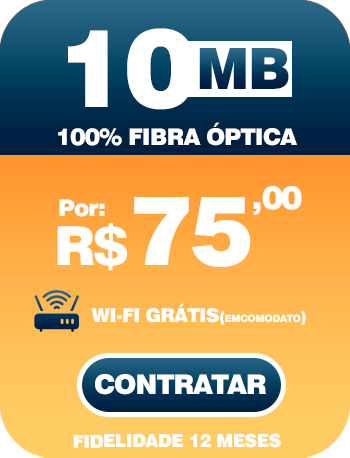 10 MB
100% FIBRA ÓPTICA
Por:
R$ 75,00
WI-FI GRÁTIS(EMCOMODATO)
CONTRATAR
FIDELIDADE 12 MESES